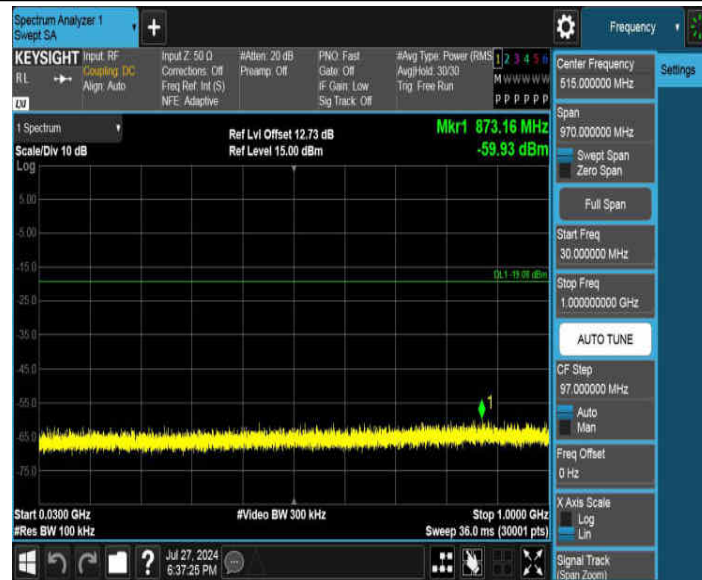 Spectrum Analyzer 1
Swept SA
Frequency
KEYSIGHT
Input: RF
Input Z: 50 Ω
#Atten: 20 dB
PNO: Fast
#Avg Type: Power (RMS
1 2 3 4 5 6
RL
Coupling: DC
Corrections: Off
Preamp: Off
Gate: Off
Avg|Hold: 30/30
M W W W W W
Align: Auto
Freq Ref: Int (S)
IF Gain: Low
Trig: Free Run
NFE: Adaptive
Sig Track: Off
P P P P P P
LXI
1 Spectrum
Ref Lvl Offset 12.73 dB
Mkr1 873.16 MHz
Scale/Div 10 dB
Ref Level 15.00 dBm
-59.93 dBm
Log
5.00
-5.00
-15.0
DL1 -19.00 dBm
-25.0
-35.0
-45.0
-55.0
1
-65.0
-75.0
Start 0.0300 GHz
#Video BW 300 kHz
Stop 1.0000 GHz
#Res BW 100 kHz
Sweep 36.0 ms (30001 pts)
?
Jul 27, 2024
6:37:25 PM
Center Frequency
515.000000 MHz
Settings
Span
970.000000 MHz
Swept Span
Zero Span
Full Span
Start Freq
30.000000 MHz
Stop Freq
1.000000000 GHz
AUTO TUNE
CF Step
97.000000 MHz
Auto
Man
Freq Offset
0 Hz
X Axis Scale
Log
Lin
Signal Track
(Span Zoom)